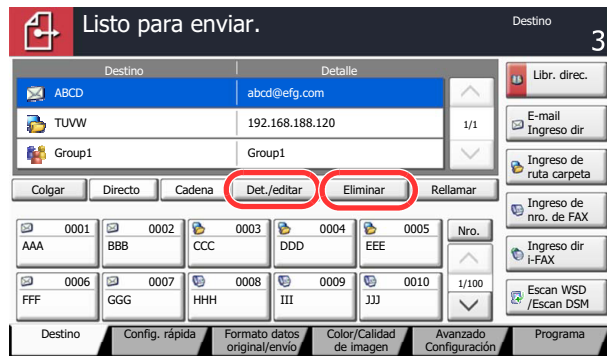 Listo para enviar.
Destino
3
Destino Detalle
ABCD abcd@efg.com
TUVW 192.168.188.120
Group1 Group1
1/1
Colgar Directo Cadena Det./editar Eliminar Rellamar
0001 0002 0003 0004 0005
AAA BBB CCC DDD EEE
0006 0007 0008 0009 0010
FFF GGG HHH III JJJ
Nro.
1/100
Libr. direc.
E-mail
Ingreso dir
Ingreso de
ruta carpeta
Ingreso de
nro. de FAX
Ingreso dir
i-FAX
Escan WSD
/Escan DSM
Destino
Config. rápida
Formato datos
original/envío
Color/Calidad
de imagen
Avanzado
Configuración
Programa